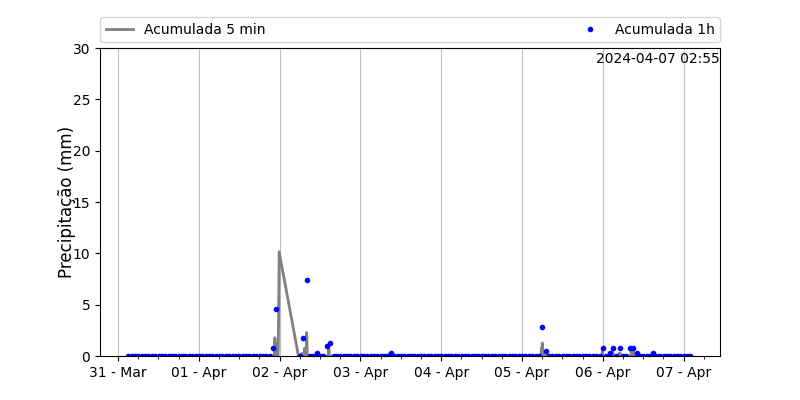 Acumulada 5 min
Acumulada 1h
2024-04-07 02:55
Precipitação (mm)
30
25
20
15
10
5
0
31 - Mar
01 - Apr
02 - Apr
03 - Apr
04 - Apr
05 - Apr
06 - Apr
07 - Apr